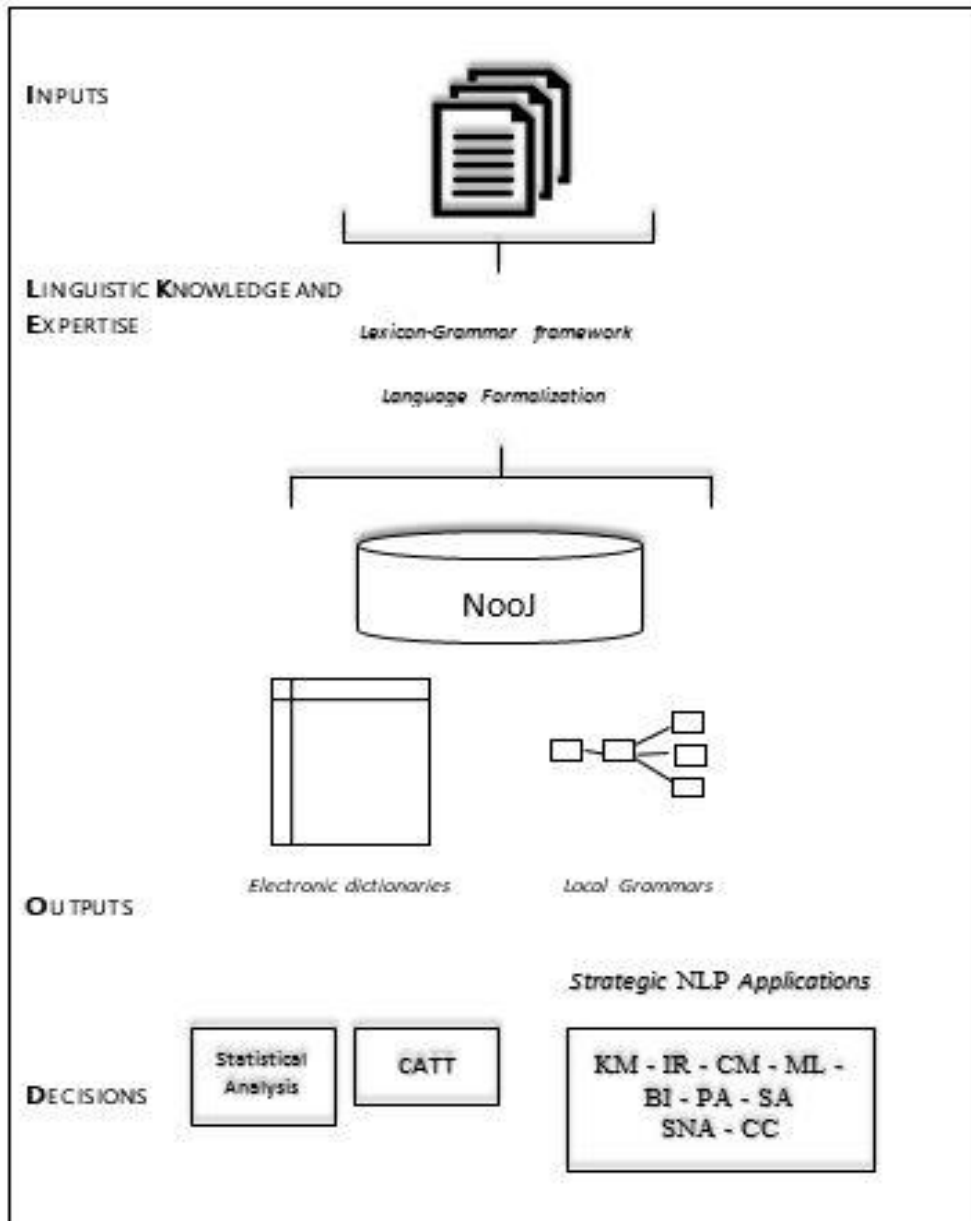 INPUTS
LINGUISTIC KNOWLEDGE AND
EXPERTISE
Lexicon-Grammar framework
Language Formalization
NooJ
Electronic dictionaries
Local Grammars
OUTPUTS
Strategic NLP Applications
Statistical
Analysis
CATT
KM - IR - CM - ML -
BI - PA - SA
SNA - CC
DECISIONS